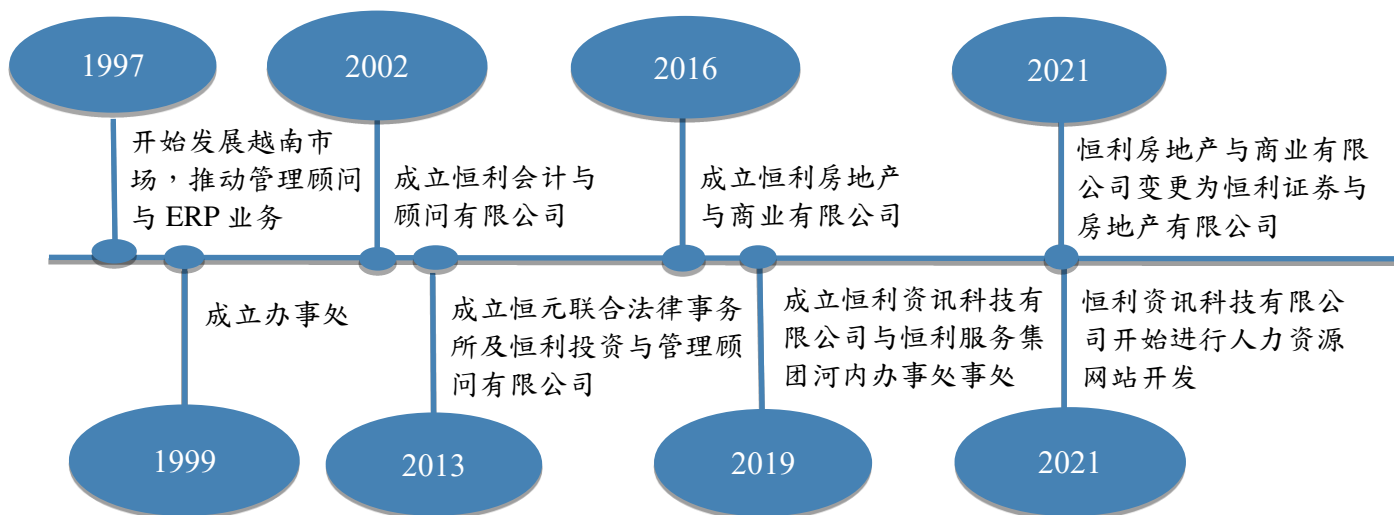 1997
开始发展越南市
场，推动管理顾问
与 ERP 业务
1999
成立办事处
2002
成立恒利会计与
顾问有限公司
2013
成立恒元联合法律事务
所及恒利投资与管理顾
问有限公司
2016
成立恒利房地产
与商业有限公司
2019
成立恒利资讯科技有
限公司与恒利服务集
团河内办事处事处
2021
恒利房地产与商业有限
公司变更为恒利证券与
房地产有限公司
2021
恒利资讯科技有限公
司开始进行人力资源
网站开发